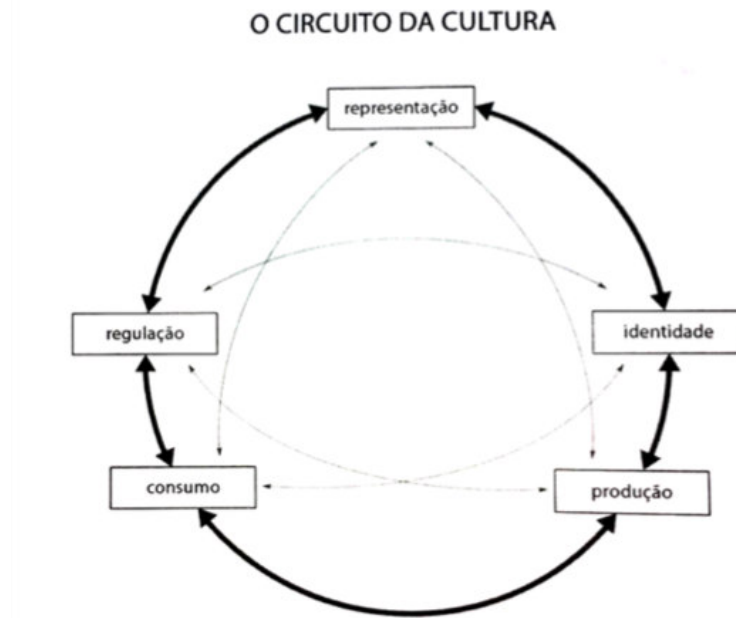 O CIRCUITO DA CULTURA
representação
regulação
identidade
consumo
produção